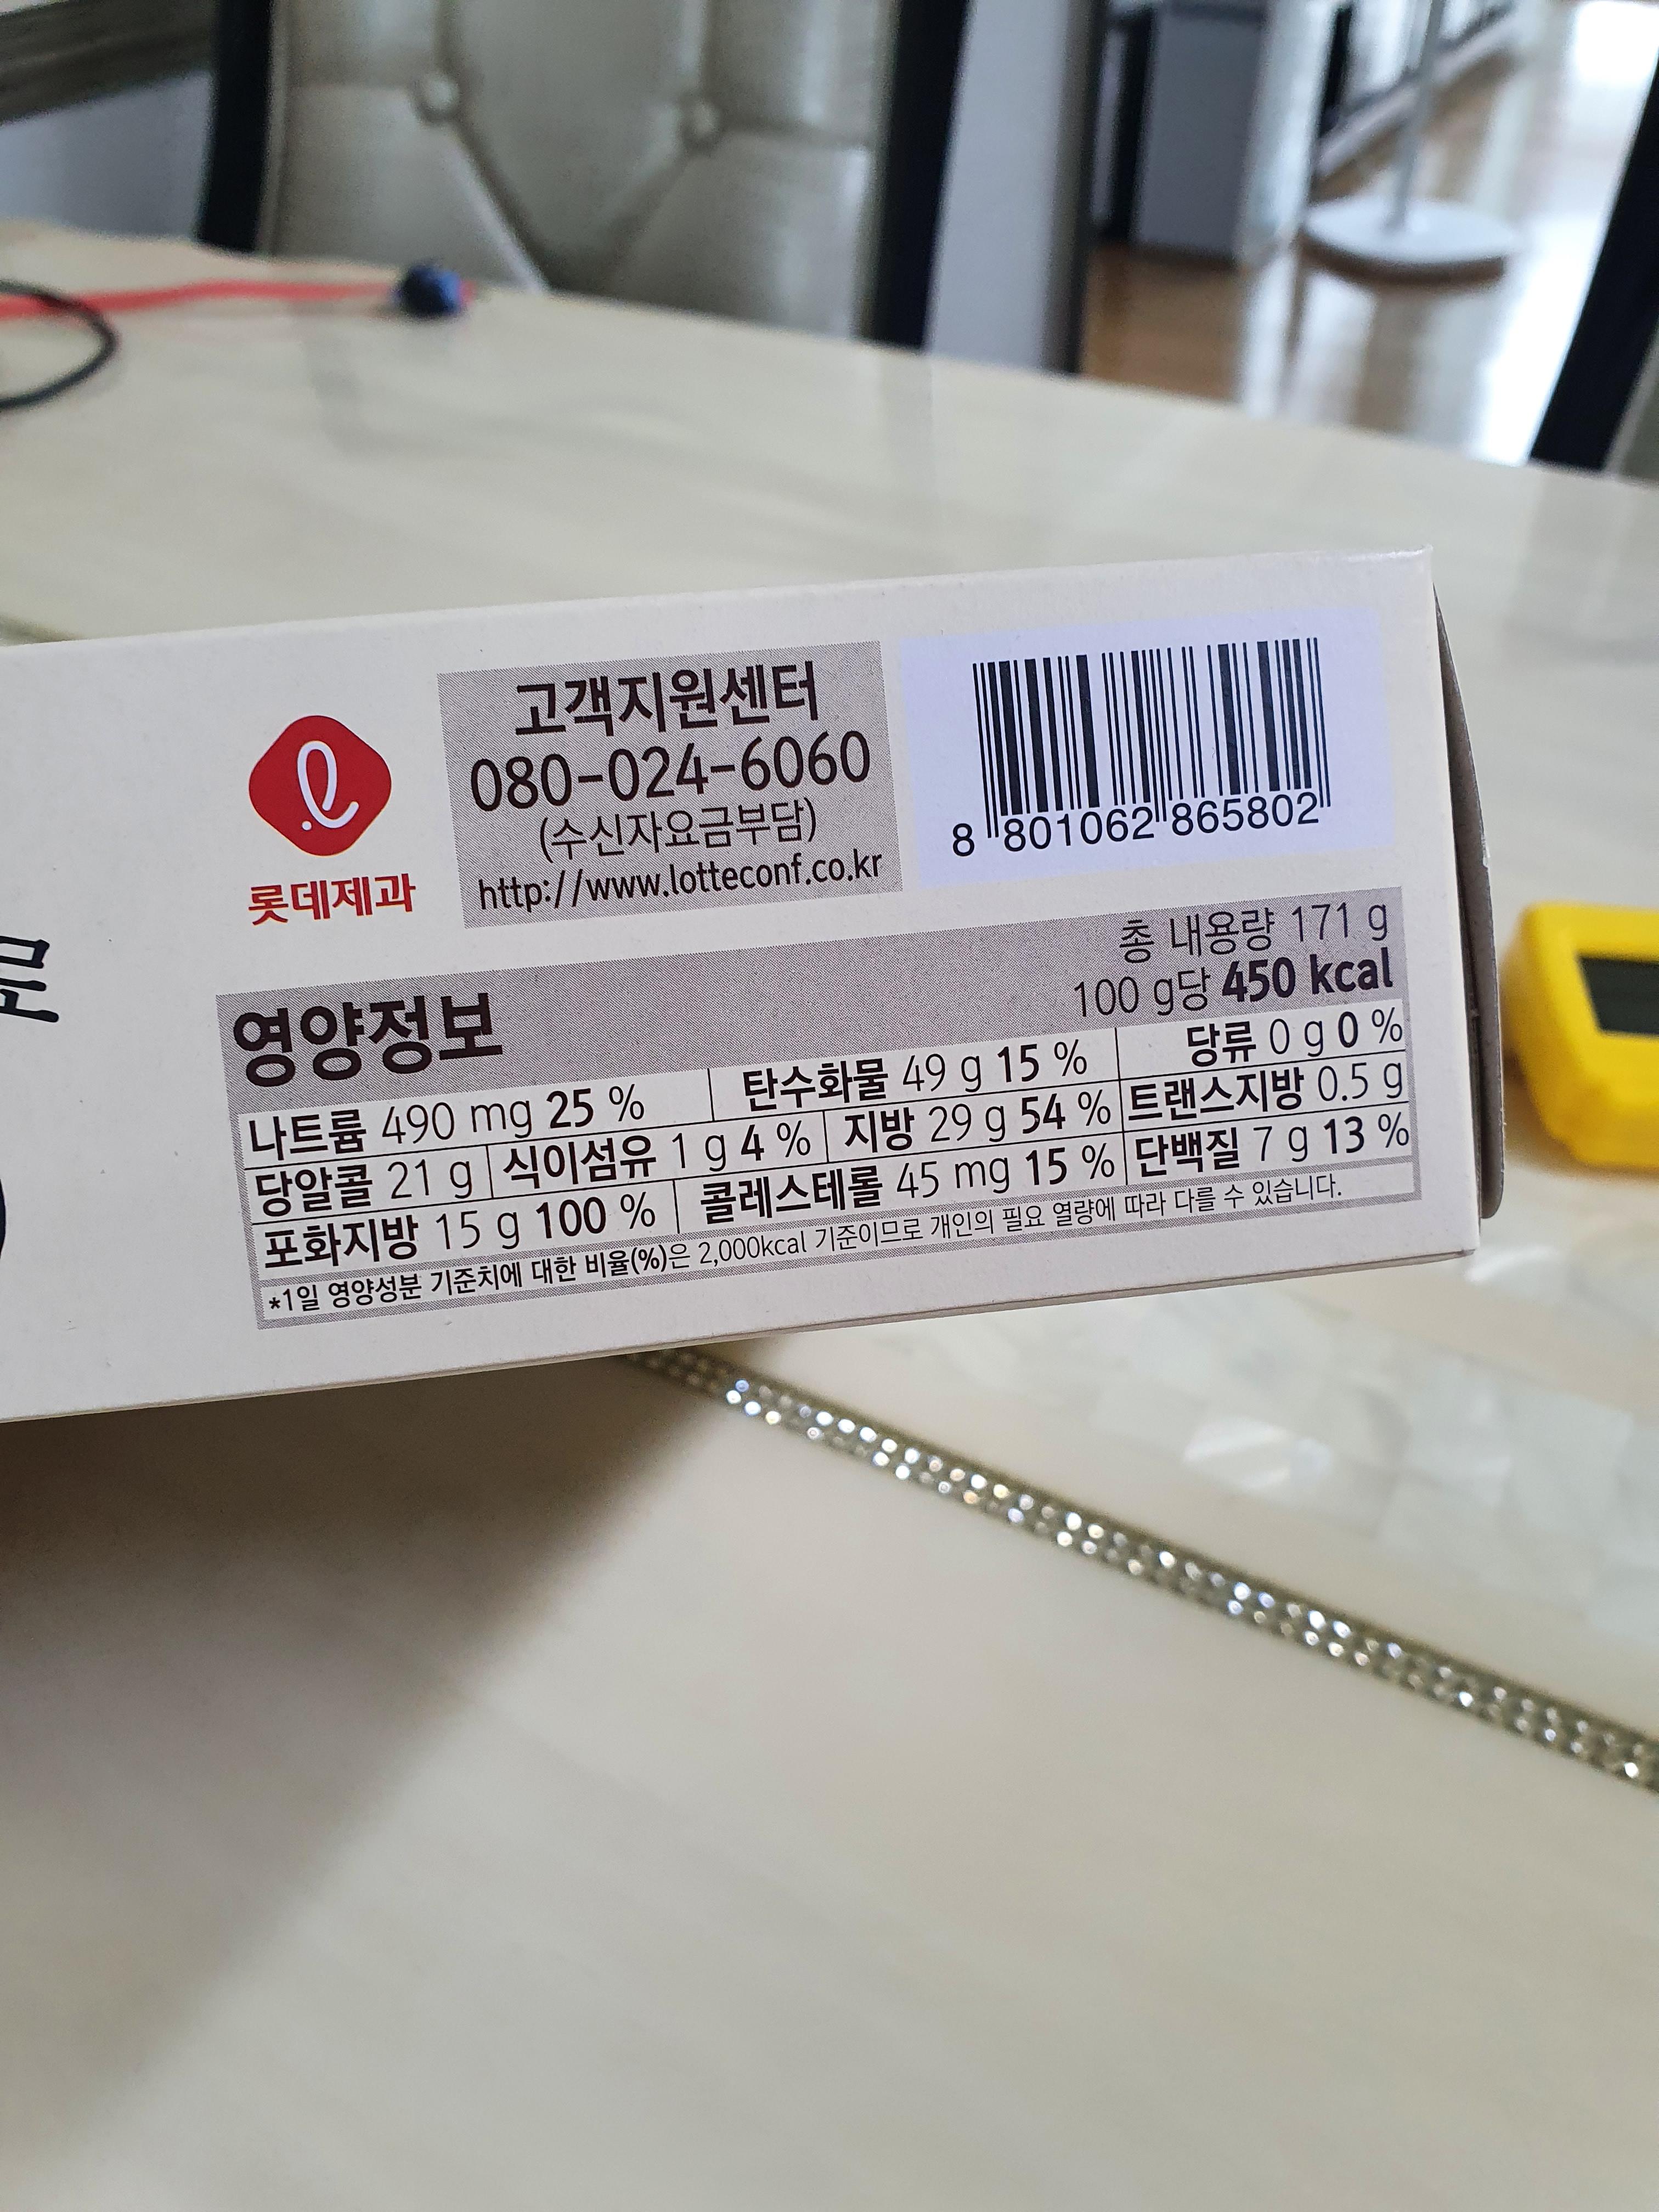 고객지원센터
080-024-6060
(수신자요금부담)
http://www.lotteconf.co.kr
롯데제과
8 801062 865802
총 내용량 171 g
100 g당 450 kcal
영양정보
나트륨 490 mg 25 % 탄수화물 49 g 15 % 당류 0 g 0 %
당알콜 21 g 식이섬유 1 g 4 % 지방 29 g 54 % 트랜스지방 0.5 g
포화지방 15 g 100 % 콜레스테롤 45 mg 15 % 단백질 7 g 13 %
*1일 영양성분 기준치에 대한 비율(%)은 2,000kcal 기준이므로 개인의 필요 열량에 따라 다를 수 있습니다.